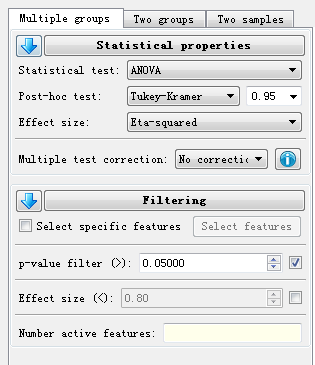 Multiple groups Two groups Two samples
Statistical properties
Statistical test: ANOVA
Post-hoc test: Tukey-Kramer 0.95
Effect size: Eta-squared
Multiple test correction: No correctic
Filtering
Select specific features Select features
p-value filter (>): 0.05000
Effect size (<): 0.80
Number active features: